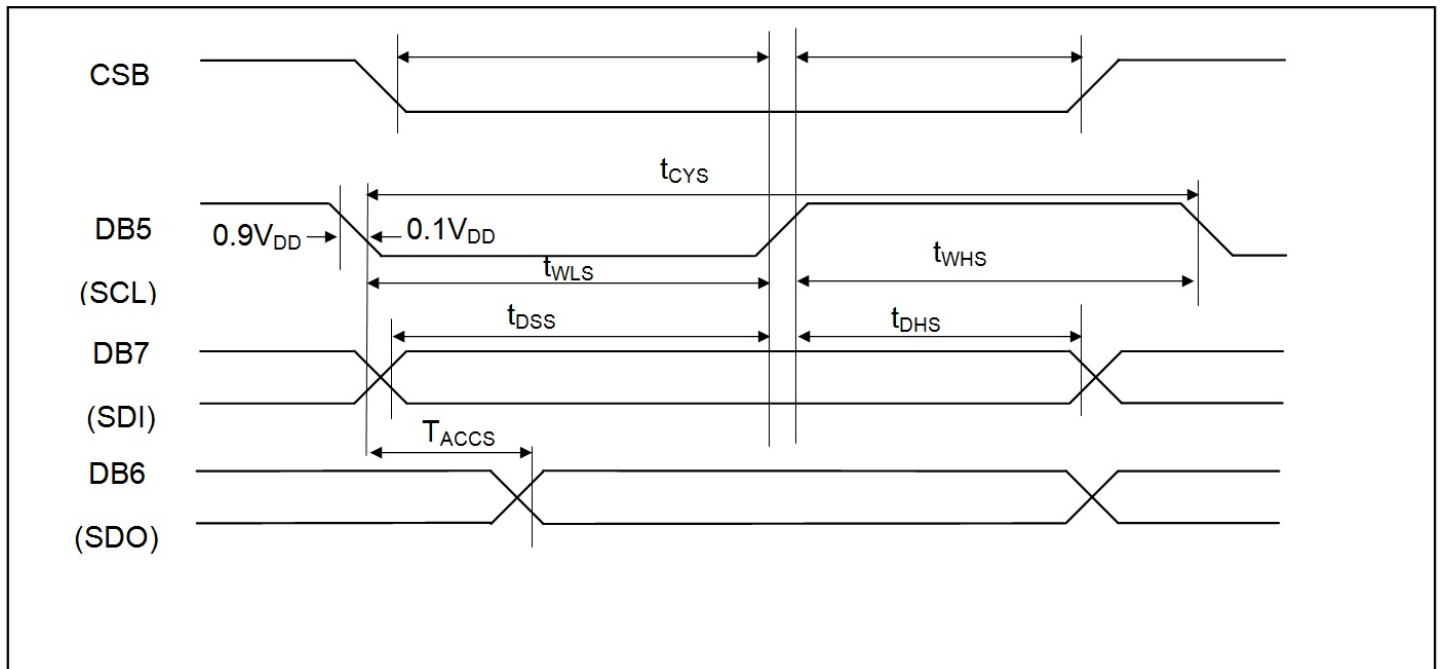 CSB
tCYS
DB5
0.9VDD
0.1VDD
tWLS
tWHS
(SCL)
tDSS
tDHS
DB7
(SDI)
TACCS
DB6
(SDO)